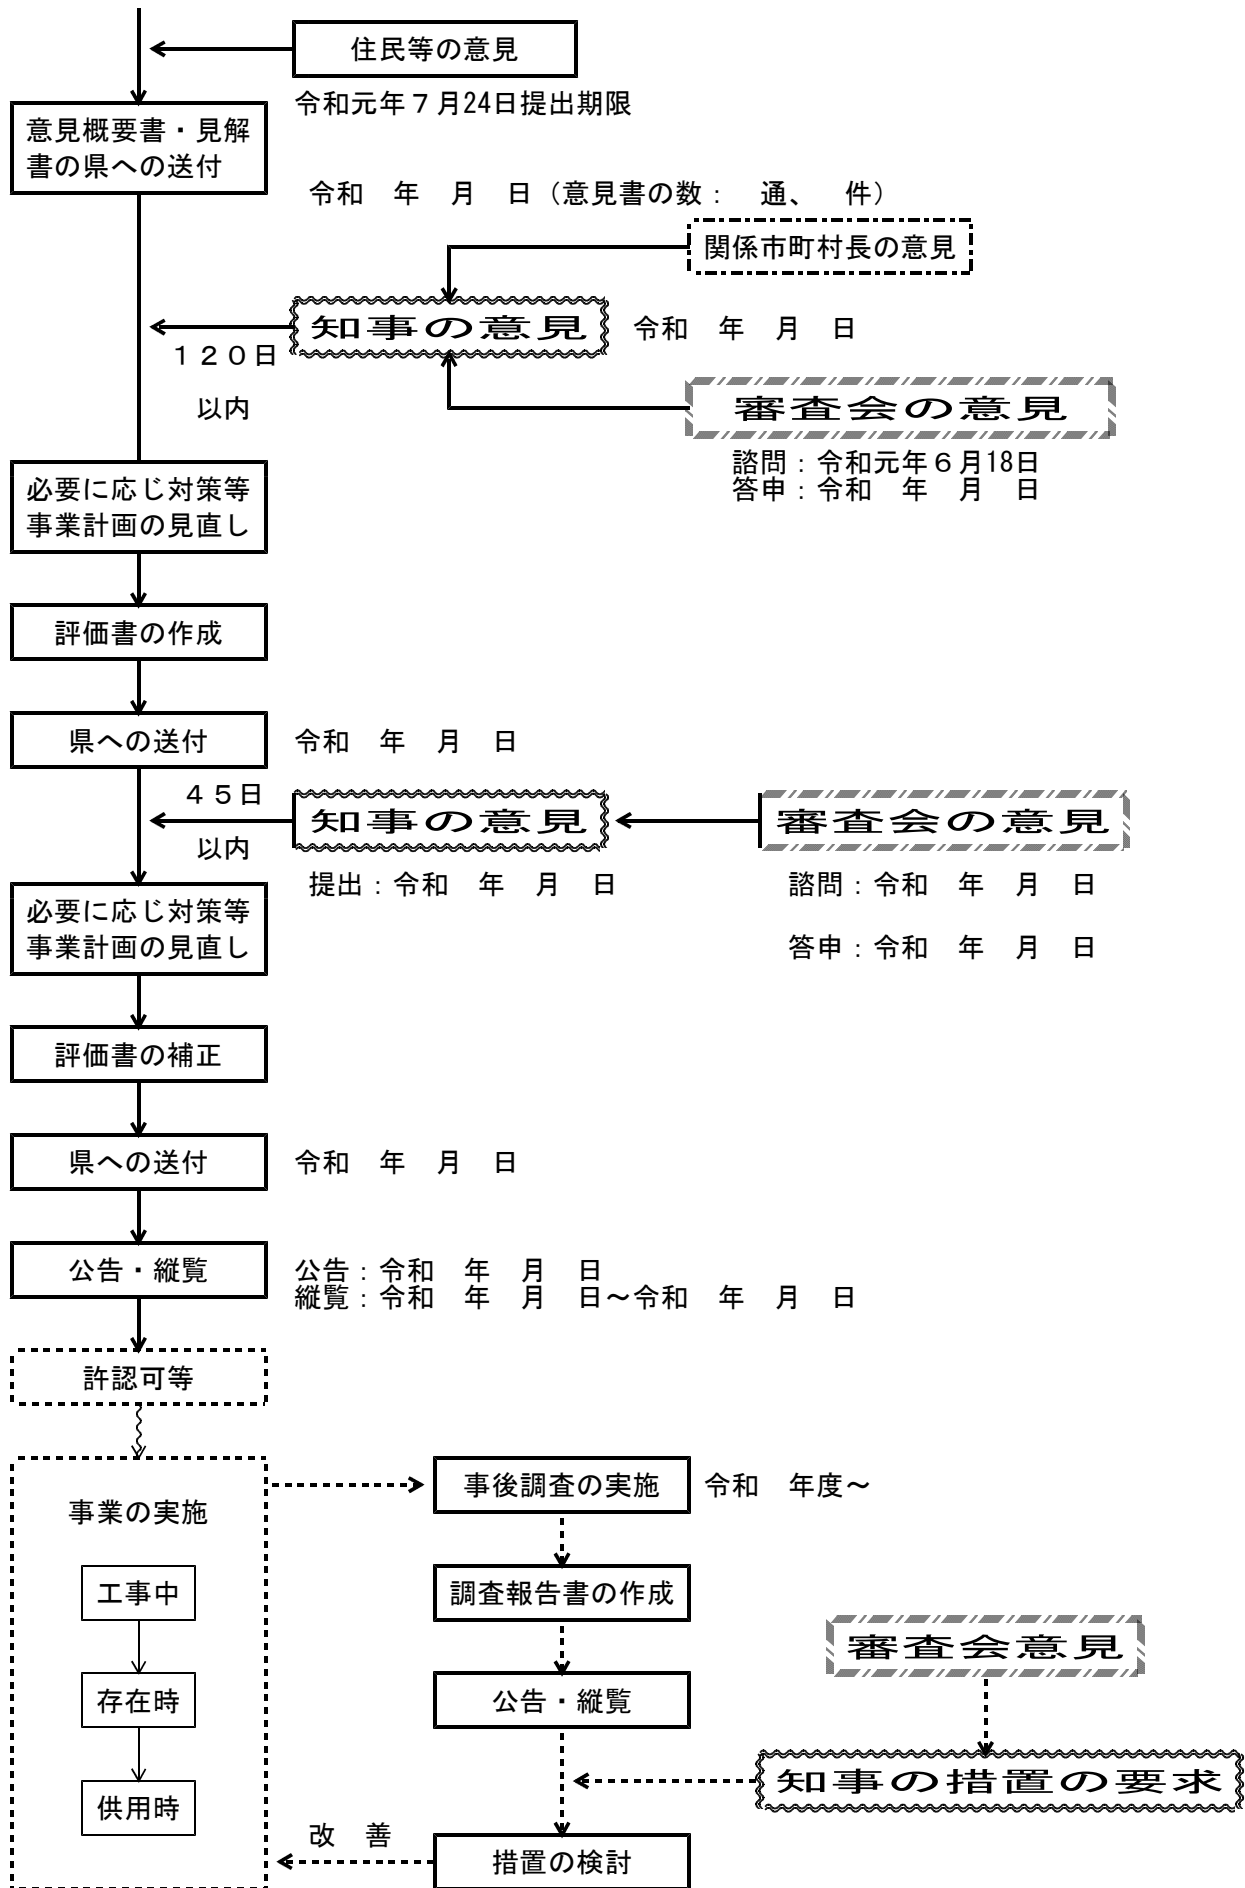 住民等の意見
令和元年７月24日提出期限
意見概要書・見解
書の県への送付
令和　年　月　日（意見書の数：　通、　件）
関係市町村長の意見
知事の意見　令和　年　月　日
１２０日
以内
審査会の意見
諮問：令和元年６月18日
答申：令和　年　月　日
必要に応じ対策等
事業計画の見直し
評価書の作成
県への送付　令和　年　月　日
４５日
以内
知事の意見
審査会の意見
提出：令和　年　月　日
諮問：令和　年　月　日
答申：令和　年　月　日
必要に応じ対策等
事業計画の見直し
評価書の補正
県への送付　令和　年　月　日
公告・縦覧
公告：令和　年　月　日
縦覧：令和　年　月　日～令和　年　月　日
許認可等
事業の実施
工事中
存在時
供用時
事後調査の実施　令和　年度～
調査報告書の作成
審査会意見
公告・縦覧
知事の措置の要求
改　善
措置の検討